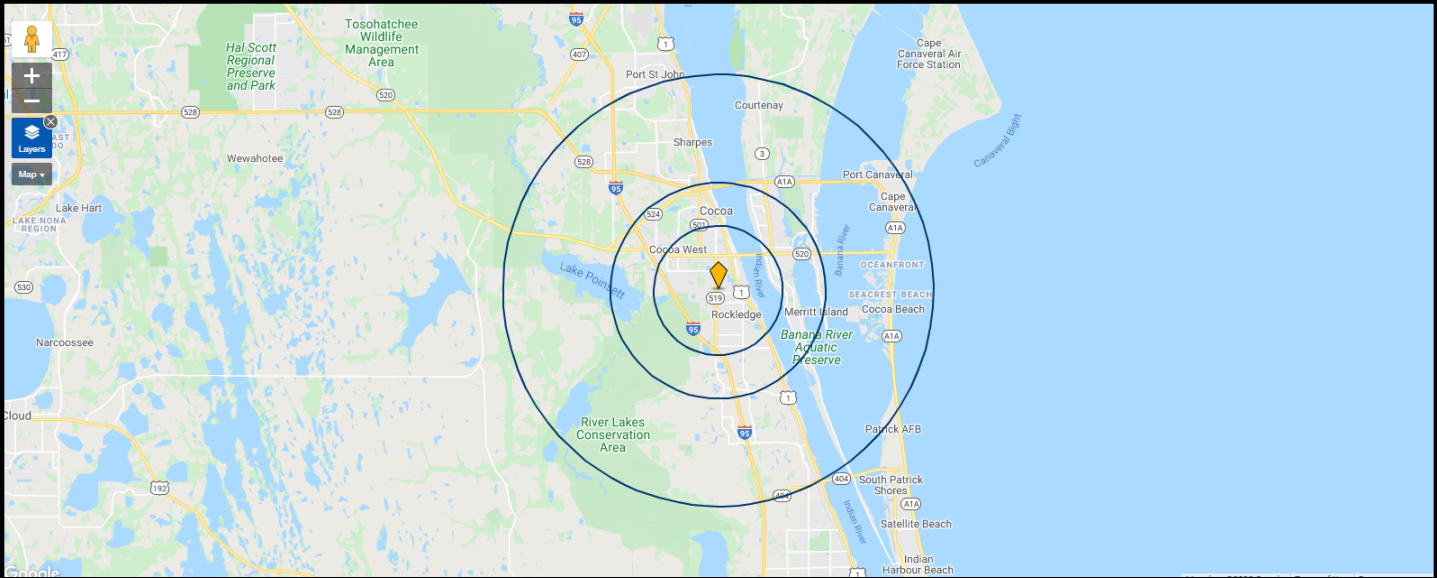 95
Tosohatchee
Wildlife
Management
Area
Cape
Canaveral Air
Force Station
Hal Scott
Regional
Preserve
and Park
1
417
407
Port St John
520
Courtenay
528
528
Canaveral Bight
Layers
Sharpes
3
Wewahotee
528
Map
95
A1A
Port Canaveral
Cape
Canaveral
Lake Hart
524
Cocoa
LAKE NONA
REGION
501
A1A
Cocoa West
520
Banana River
Indian River
OCEANFRONT
Lake Poinsett
530
519
1
SEACREST BEACH
Rockledge
Merritt Island
Cocoa Beach
95
Banana River
Aquatic
Preserve
A1A
Narcoossee
1
Cloud
River Lakes
Conservation
Area
95
Patrick AFB
192
404
404
South Patrick
Shores
A1A
Indian River
Satellite Beach
Indian
Harbour Beach
1
Google